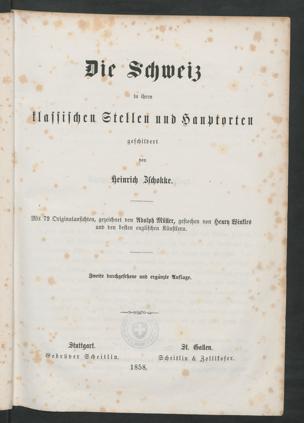 Die Schweiz
in ihren
klassischen Stellen und Hauptorten
geschildert
von
Heinrich Zschokke.
Mit 72 Originalansichten, gezeichnet von Adolph Müller, gestochen von Henry Winkles
und den besten englischen Künstlern.
Zweite durchgesehene und ergänzte Auflage.
Stuttgart.
Gebrüder Scheitlin.
St. Gallen.
Scheitlin & Zollikofer.
1858.